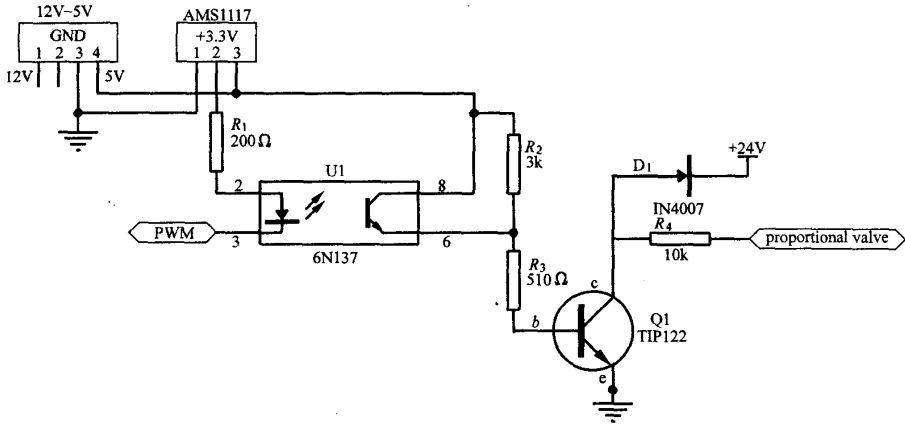 12V~5V
GND
1 2 3 4
12V
5V
AMS1117
+3.3V
1 2 3
R1
200Ω
U1
2
8
PWM
3
6
6N137
R2
3k
R3
510Ω
D1
+24V
IN4007
R4
10k
proportional valve
c
b
Q1
TIP122
e